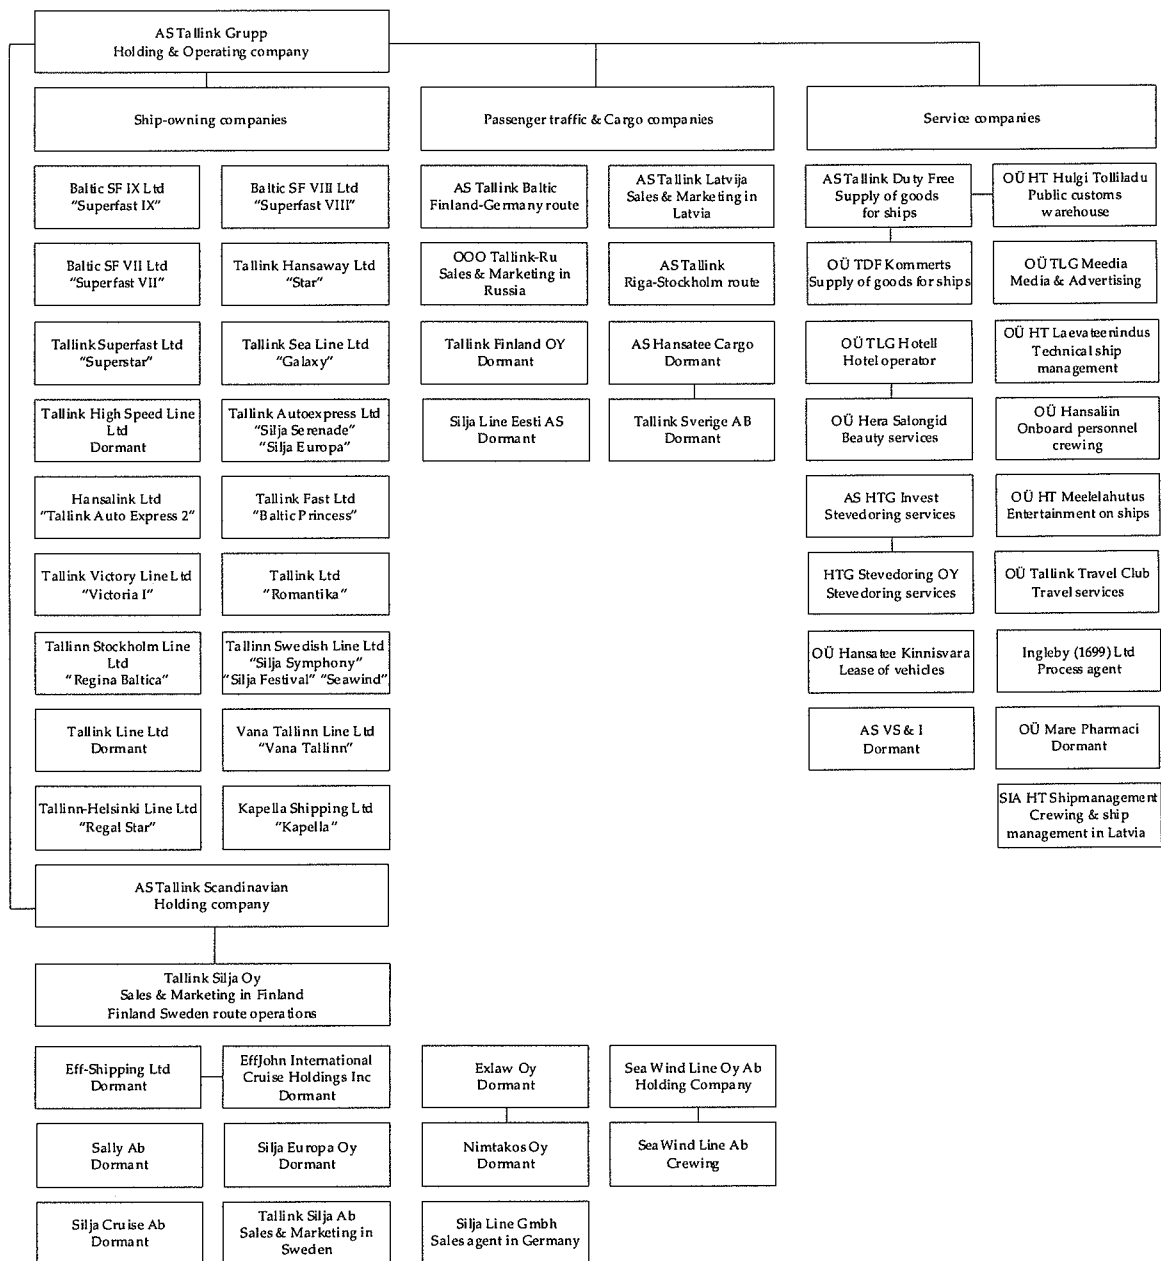 AS Tallink Grupp
Holding & Operating company
Ship-owning companies
Passenger traffic & Cargo companies
Service companies
Baltic SF IX Ltd
"Superfast IX"
Baltic SF VIII Ltd
"Superfast VIII"
AS Tallink Baltic
Finland-Germany route
AS Tallink Latvija
Sales & Marketing in
Latvia
AS Tallink Duty Free
Supply of goods
for ships
OÜ HT Hulgi Tolliladu
Public customs
warehouse
Baltic SF VII Ltd
"Superfast VII"
Tallink Hansaway Ltd
"Star"
OOO Tallink-Ru
Sales & Marketing in
Russia
AS Tallink
Riga-Stockholm route
OÜ TDF Kommerts
Supply of goods for ships
OÜ TLG Meedia
Media & Advertising
Tallink Superfast Ltd
"Superstar"
Tallink Sea Line Ltd
"Galaxy"
Tallink Finland OY
Dormant
AS Hansatee Cargo
Dormant
OÜ TLG Hotell
Hotel operator
OÜ HT Laevateenindus
Technical ship
management
Tallink High Speed Line
Ltd
Dormant
Tallink Autoexpress Ltd
"Silja Serenade"
"Silja Europa"
Silja Line Eesti AS
Dormant
Tallink Sverige AB
Dormant
OÜ Hera Salongid
Beauty services
OÜ Hansaliin
Onboard personnel
crewing
Hansalink Ltd
"Tallink Auto Express 2"
Tallink Fast Ltd
"Baltic Princess"
AS HTG Invest
Stevedoring services
OÜ HT Meelelahutus
Entertainment on ships
Tallink Victory Line Ltd
"Victoria I"
Tallink Ltd
"Romantika"
HTG Stevedoring OY
Stevedoring services
OÜ Tallink Travel Club
Travel services
Tallinn Stockholm Line
Ltd
"Regina Baltica"
Tallinn Swedish Line Ltd
"Silja Symphony"
"Silja Festival" "Seawind"
OÜ Hansatee Kinnisvara
Lease of vehicles
Ingleby (1699) Ltd
Process agent
Tallink Line Ltd
Dormant
Vana Tallinn Line Ltd
"Vana Tallinn"
AS VS & I
Dormant
OÜ Mare Pharmaci
Dormant
Tallinn-Helsinki Line Ltd
"Regal Star"
Kapella Shipping Ltd
"Kapella"
SIA HT Shipmanagement
Crewing & ship
management in Latvia
AS Tallink Scandinavian
Holding company
Tallink Silja Oy
Sales & Marketing in Finland
Finland Sweden route operations
Eff-Shipping Ltd
Dormant
EffJohn International
Cruise Holdings Inc
Dormant
Exlaw Oy
Dormant
Sea Wind Line Oy Ab
Holding Company
Sally Ab
Dormant
Silja Europa Oy
Dormant
Nimtakos Oy
Dormant
Sea Wind Line Ab
Crewing
Silja Cruise Ab
Dormant
Tallink Silja Ab
Sales & Marketing in
Sweden
Silja Line Gmbh
Sales agent in Germany